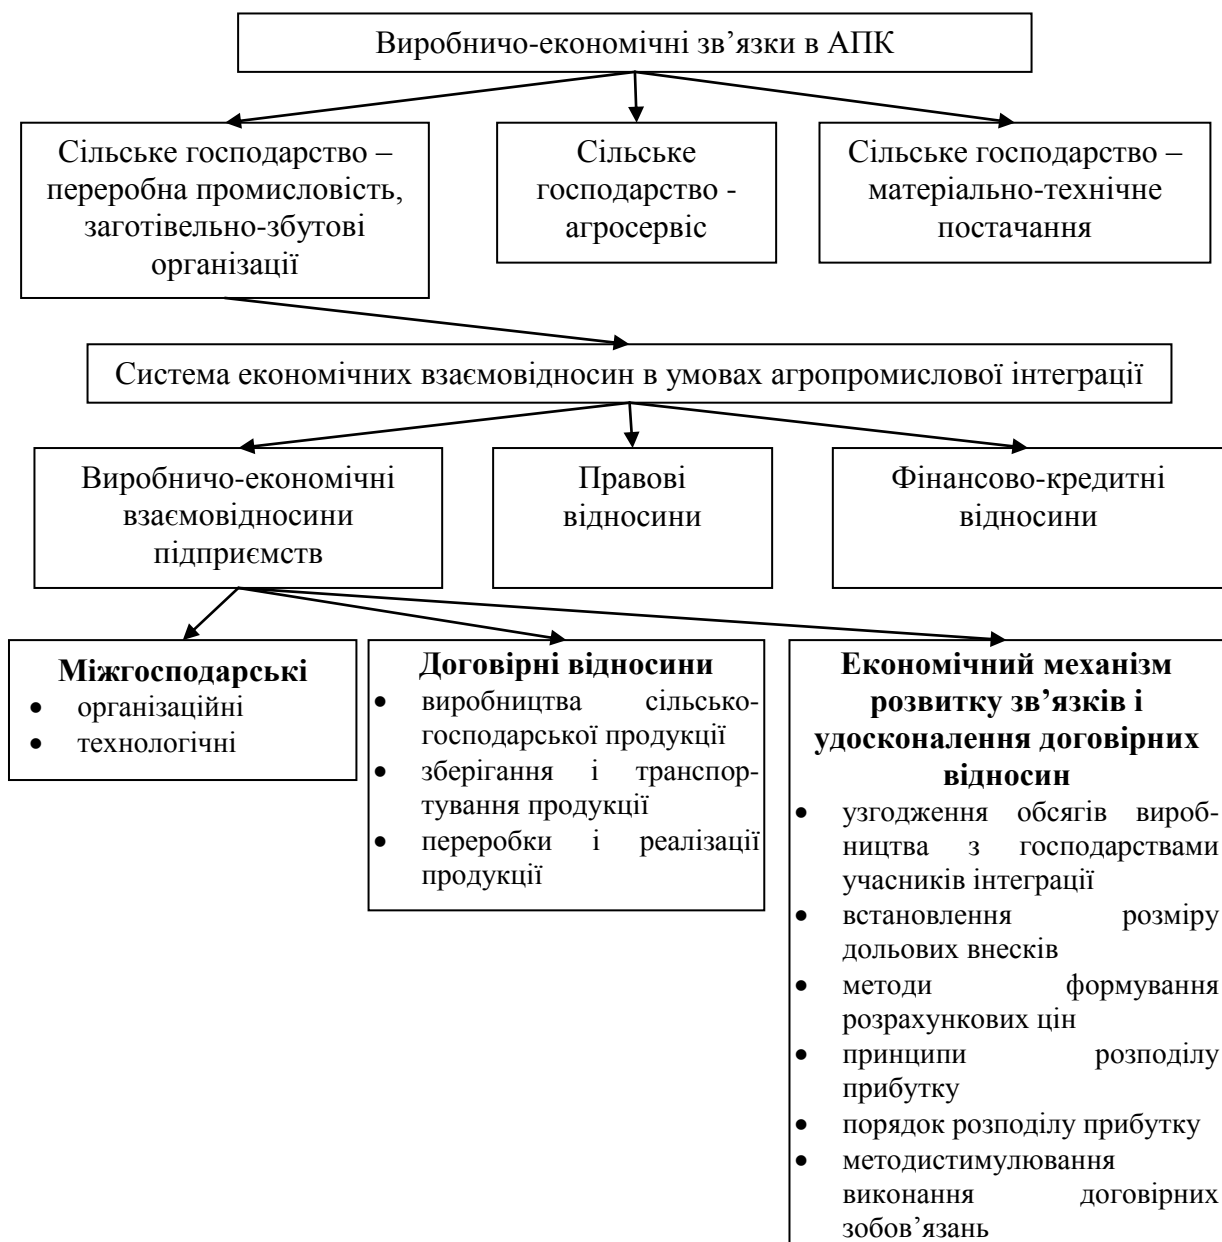 Виробничо-економічні зв’язки в АПК
Сільське господарство –
переробна промисловість,
заготівельно-збутові
організації
Сільське
господарство -
агросервіс
Сільське господарство –
матеріально-технічне
постачання
Система економічних взаємовідносин в умовах агропромислової інтеграції
Виробничо-економічні
взаємовідносини
підприємств
Правові
відносини
Фінансово-кредитні
відносини
Міжгосподарські
• організаційні
• технологічні
Договірні відносини
• виробництва сільсько-
господарської продукції
• зберігання і транспор-
тування продукції
• переробки і реалізації
продукції
Економічний механізм
розвитку зв’язків і
удосконалення договірних
відносин
• узгодження обсягів вироб-
ництва з господарствами
учасників інтеграції
• встановлення розміру
дольових внесків
• методи формування
розрахункових цін
• принципи розподілу
прибутку
• порядок розподілу прибутку
• методистимулювання
виконання договірних
зобов’язань